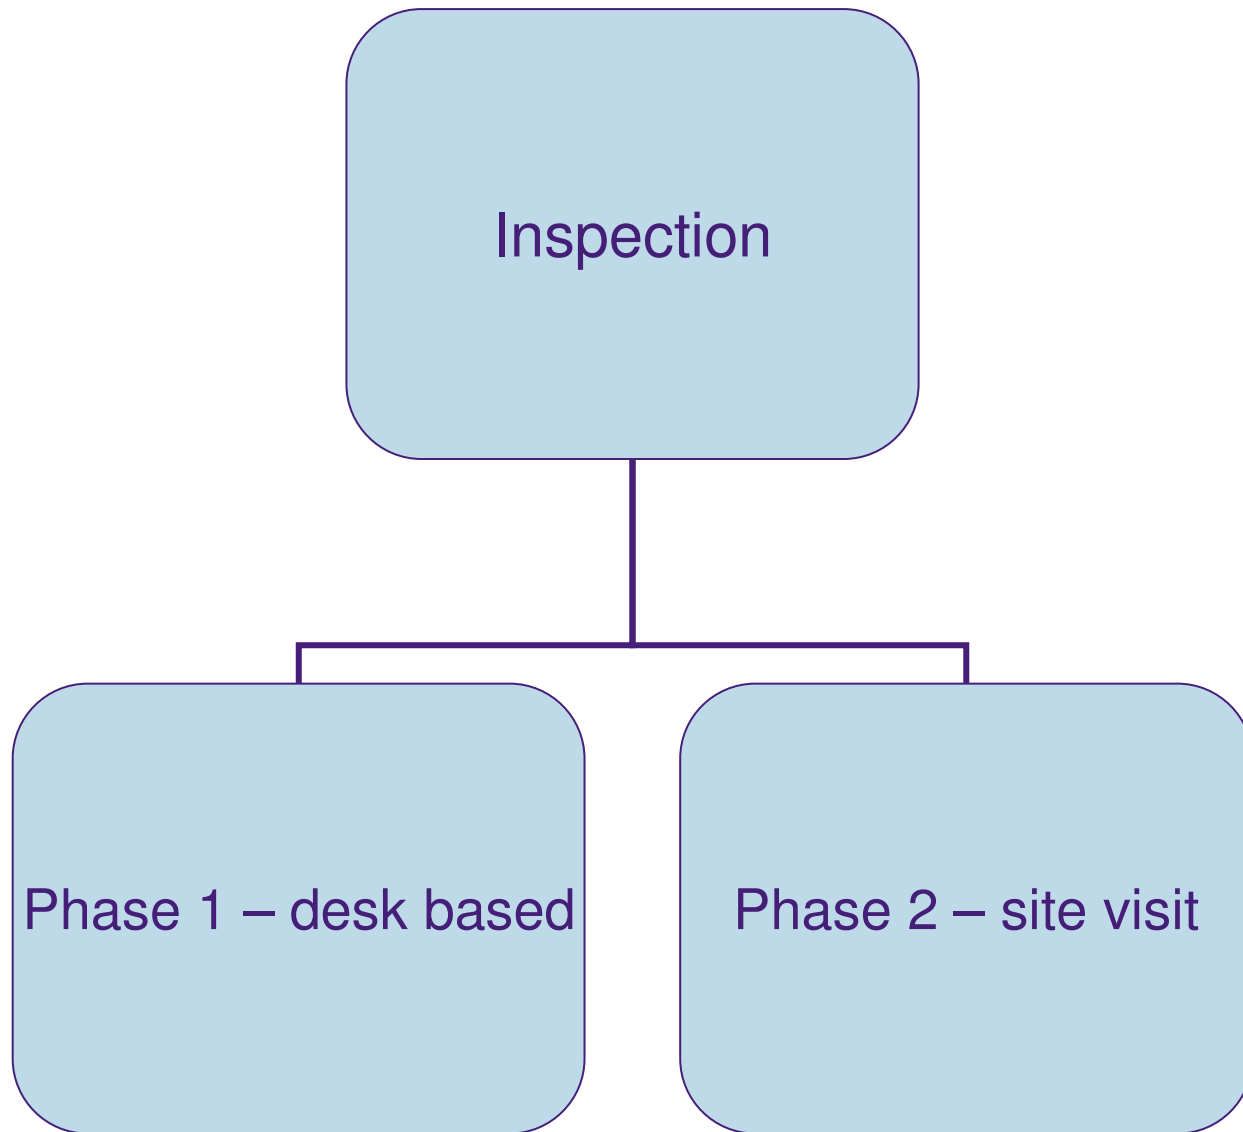 Inspection
Phase 1 – desk based
Phase 2 – site visit